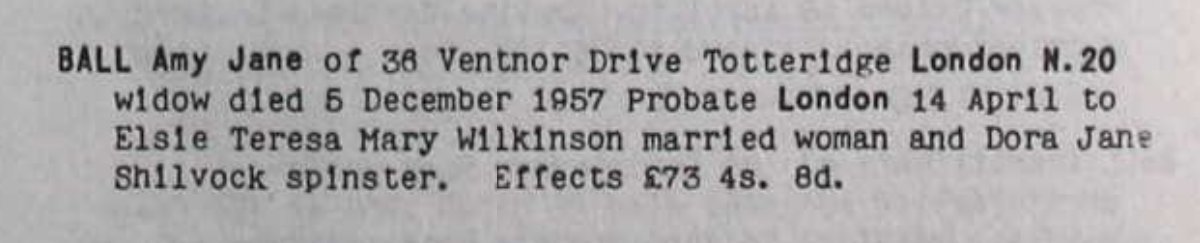 BALL Amy Jane of 36 Ventnor Drive Totteridge London N.20
widow died 5 December 1957 Probate London 14 April to
Elsie Teresa Mary Wilkinson married woman and Dora Jane
Shilvock spinster. Effects £73 4s. 8d.